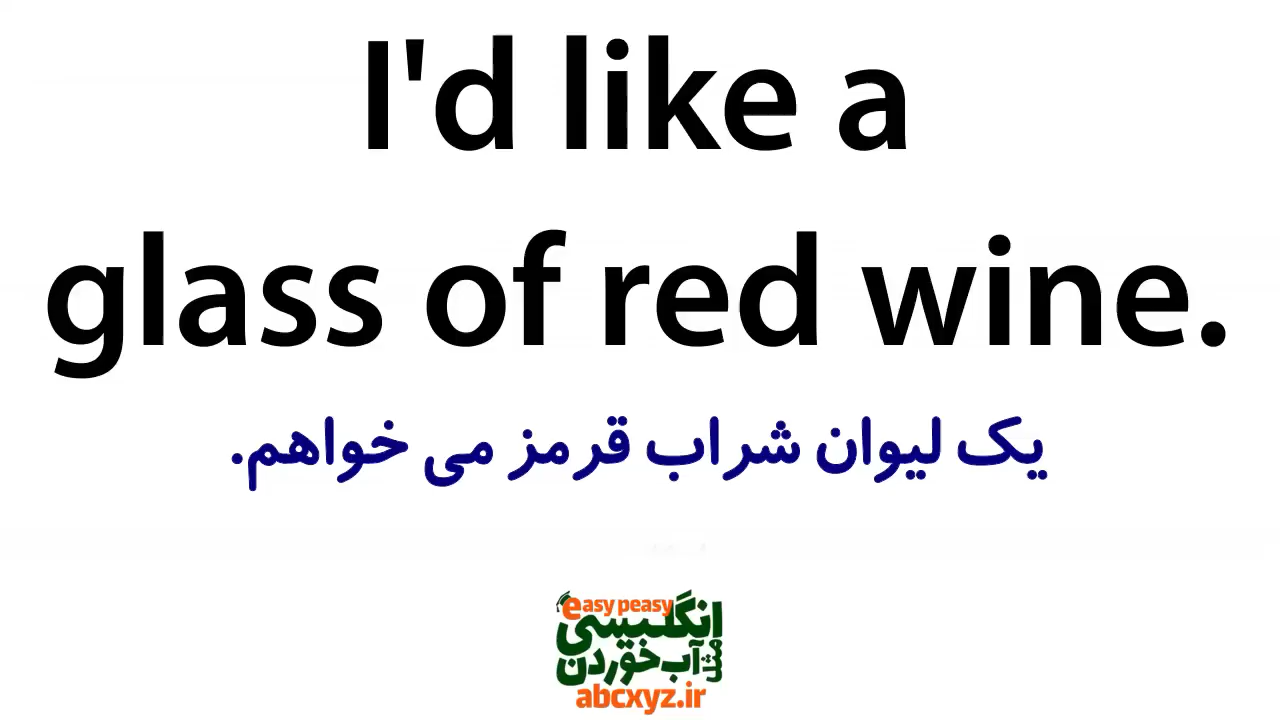 I'd like a
glass of red wine.
یک لیوان شراب قرمز می خواهم.
easy peasy
انگلیسی
مثل آب خوردن
abcxyz.ir